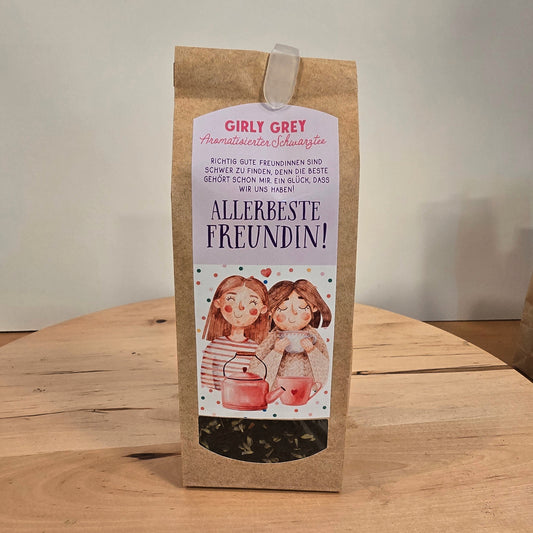 GIRLY GREY
Aromatisierter Schwarztee
RICHTIG GUTE FREUNDINNEN SIND
SCHWER ZU FINDEN, DENN DIE BESTE
GEHÖRT SCHON MIR. EIN GLÜCK, DASS
WIR UNS HABEN!
ALLERBESTE
FREUNDIN!